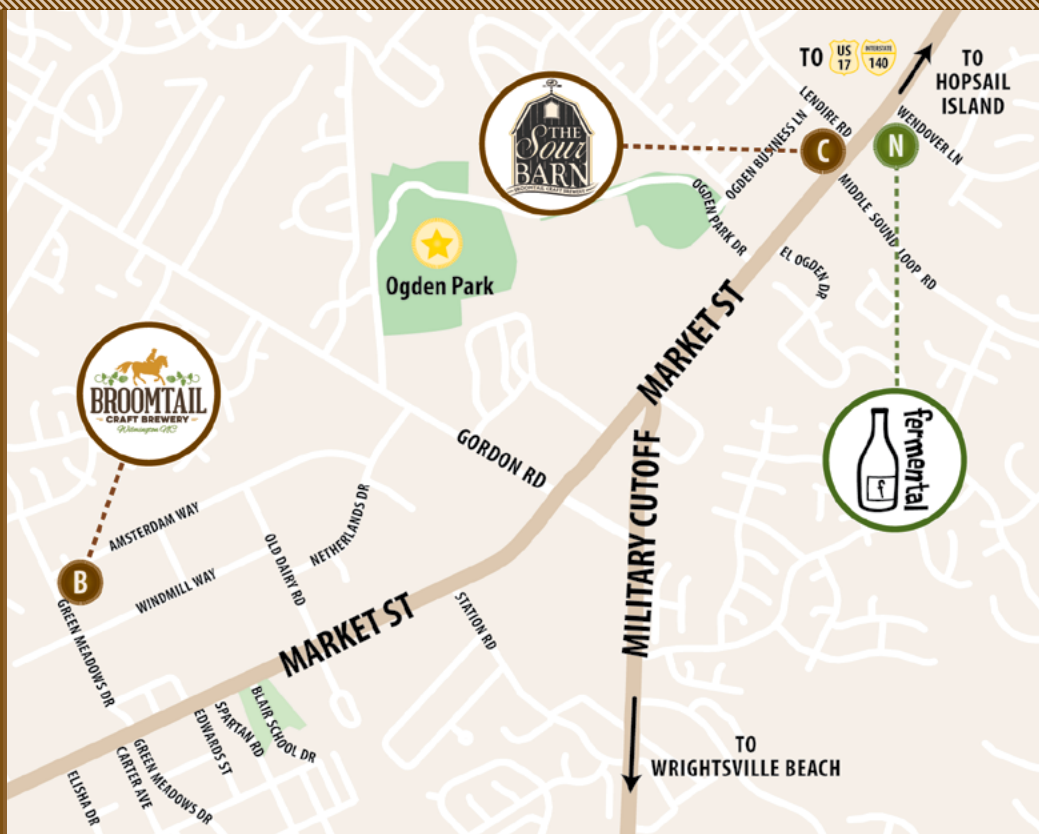 TO
US
17
INTERSTATE
140
TO
HOPSAIL
ISLAND
LENDIRE RD
WENDOVER LN
OGDEN BUSINESS LN
C
N
THE
Sour
BARN
BROOMTAIL CRAFT BREWERY
OGDEN PARK DR
MIDDLE SOUND LOOP RD
EL OGDEN DR
Ogden Park
MARKET ST
BROOMTAIL
CRAFT BREWERY
Wilmington NC
GORDON RD
MILITARY CUTOFF
fermental
f
AMSTERDAM WAY
NETHERLANDS DR
OLD DAIRY RD
B
WINDMILL WAY
GREEN MEADOWS DR
STATION RD
MARKET ST
BLAIR SCHOOL DR
SPARTAN RD
EDWARDS ST
GREEN MEADOWS DR
CARTER AVE
ELISHA DR
TO
WRIGHTSVILLE BEACH